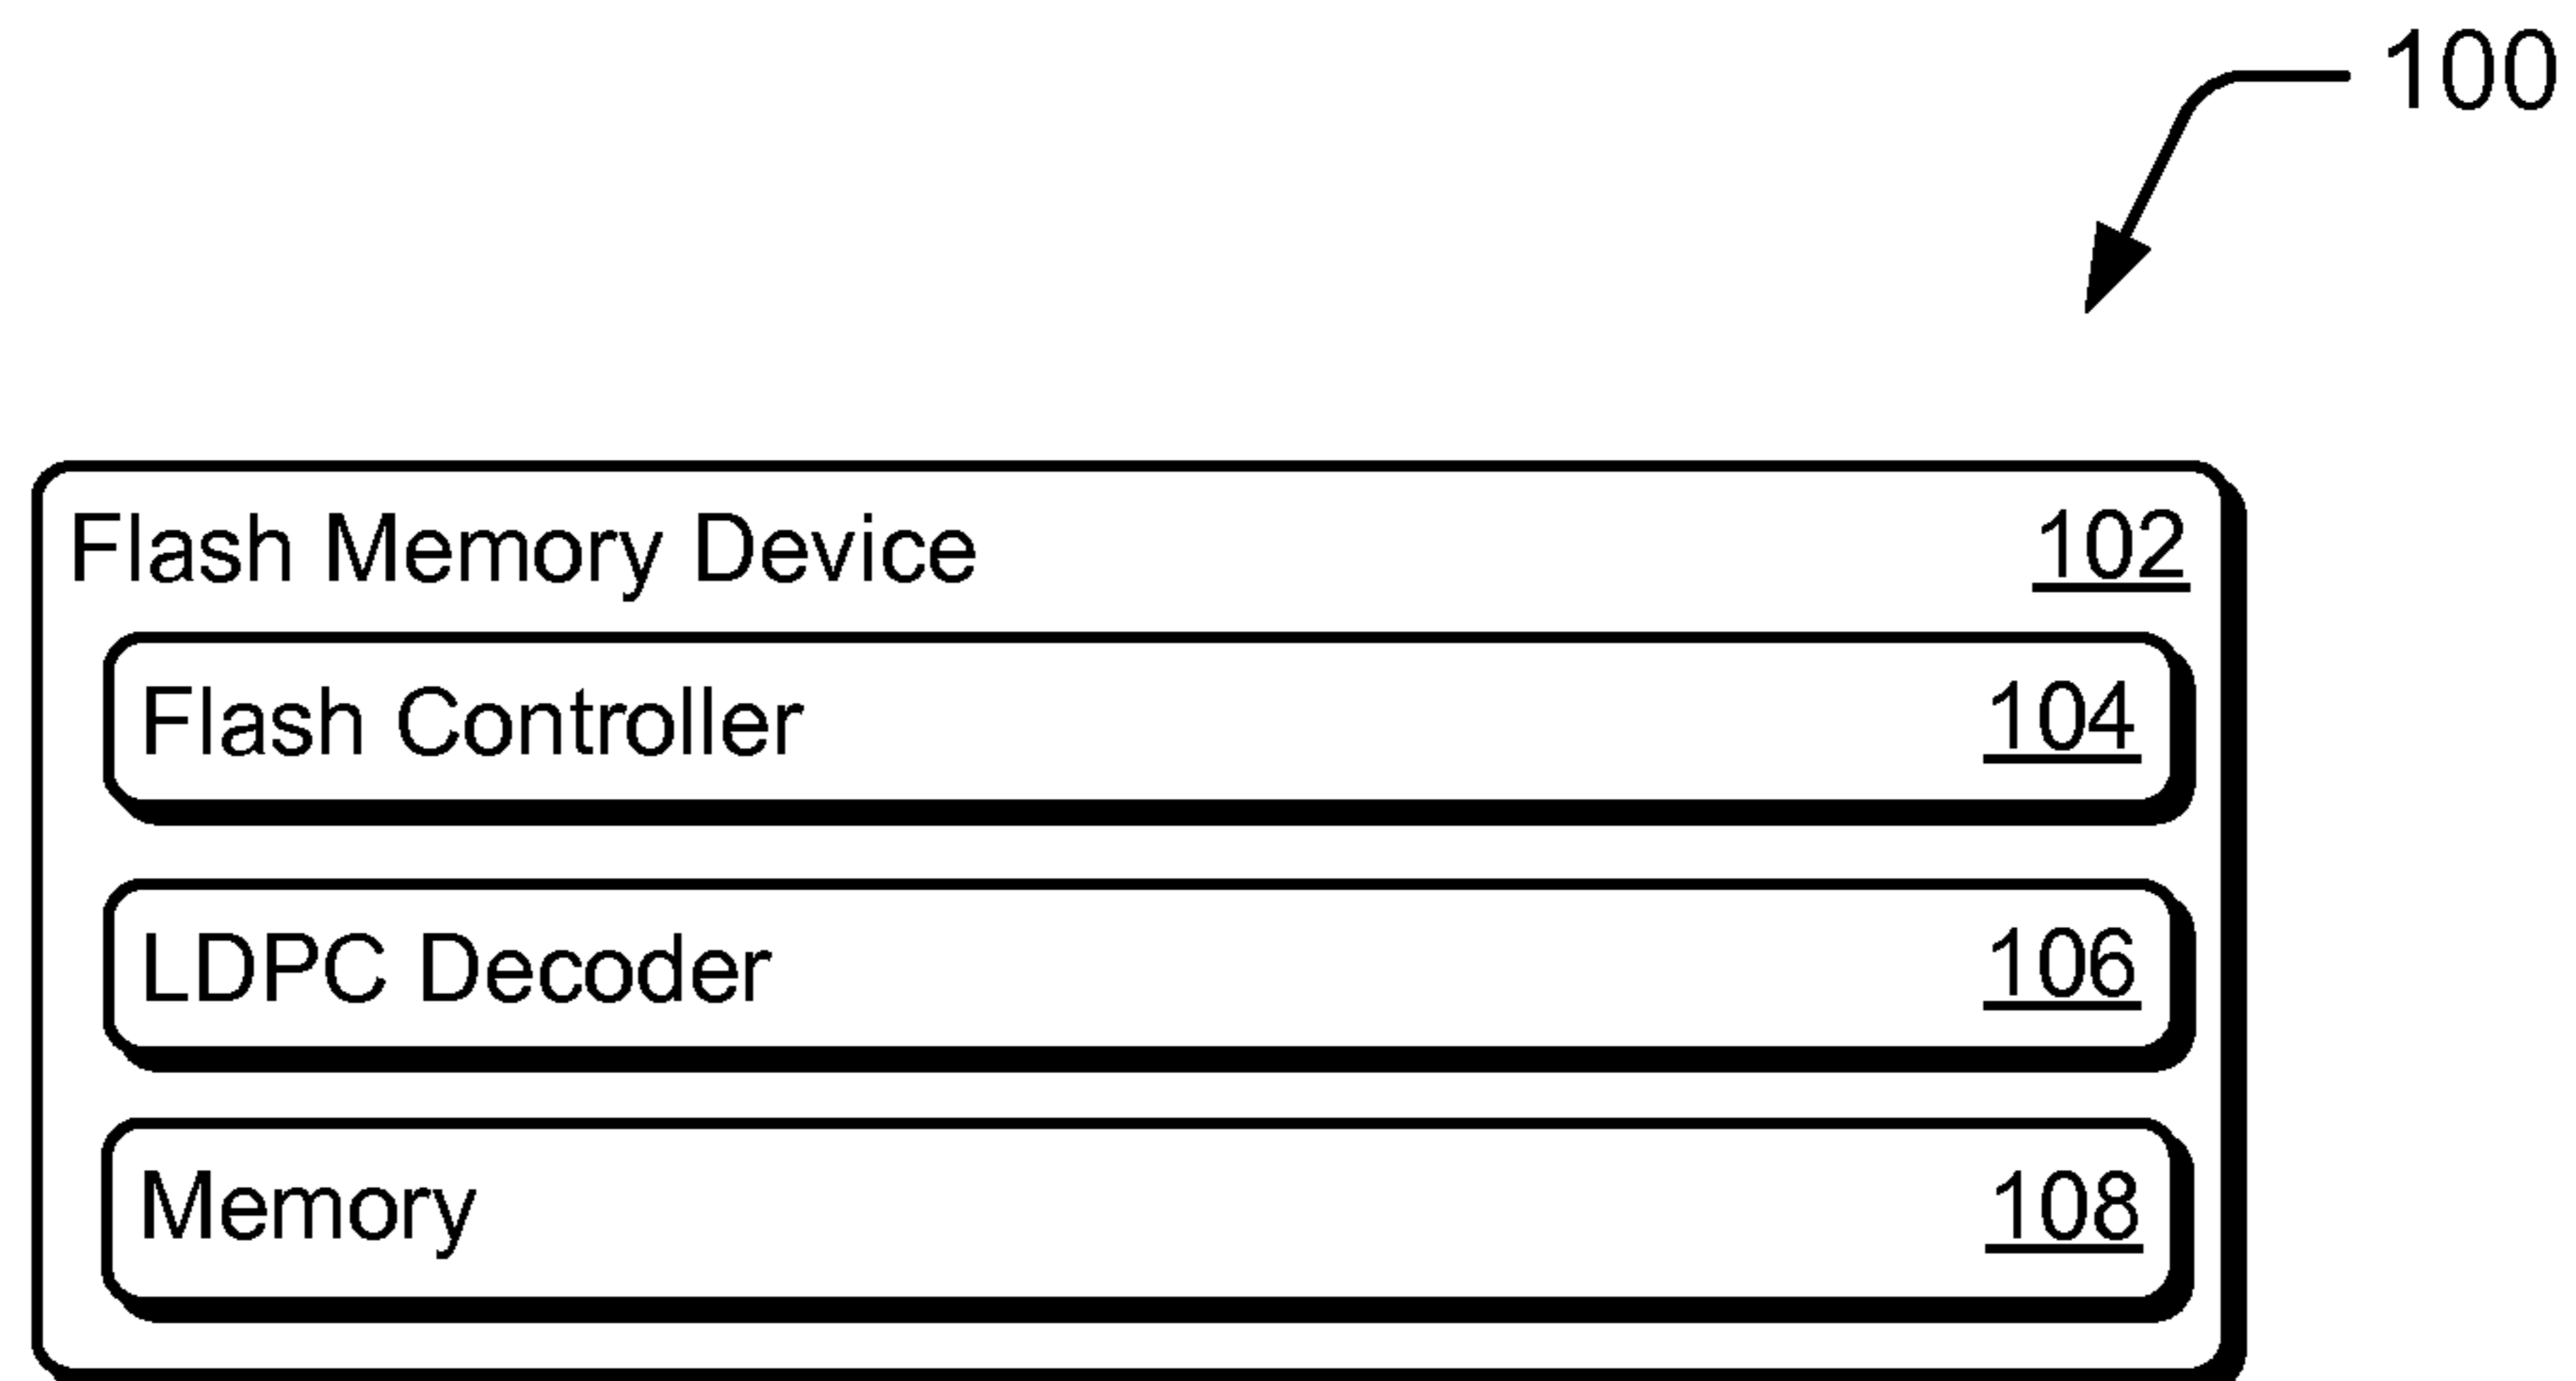 100
Flash Memory Device 102
Flash Controller 104
LDPC Decoder 106
Memory 108